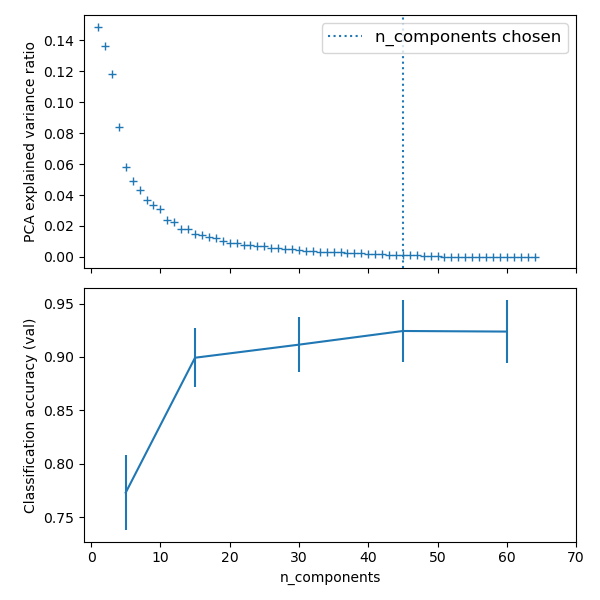 PCA explained variance ratio
0.14
0.12
0.10
0.08
0.06
0.04
0.02
0.00
n_components chosen
Classification accuracy (val)
0.95
0.90
0.85
0.80
0.75
0 10 20 30 40 50 60 70
n_components